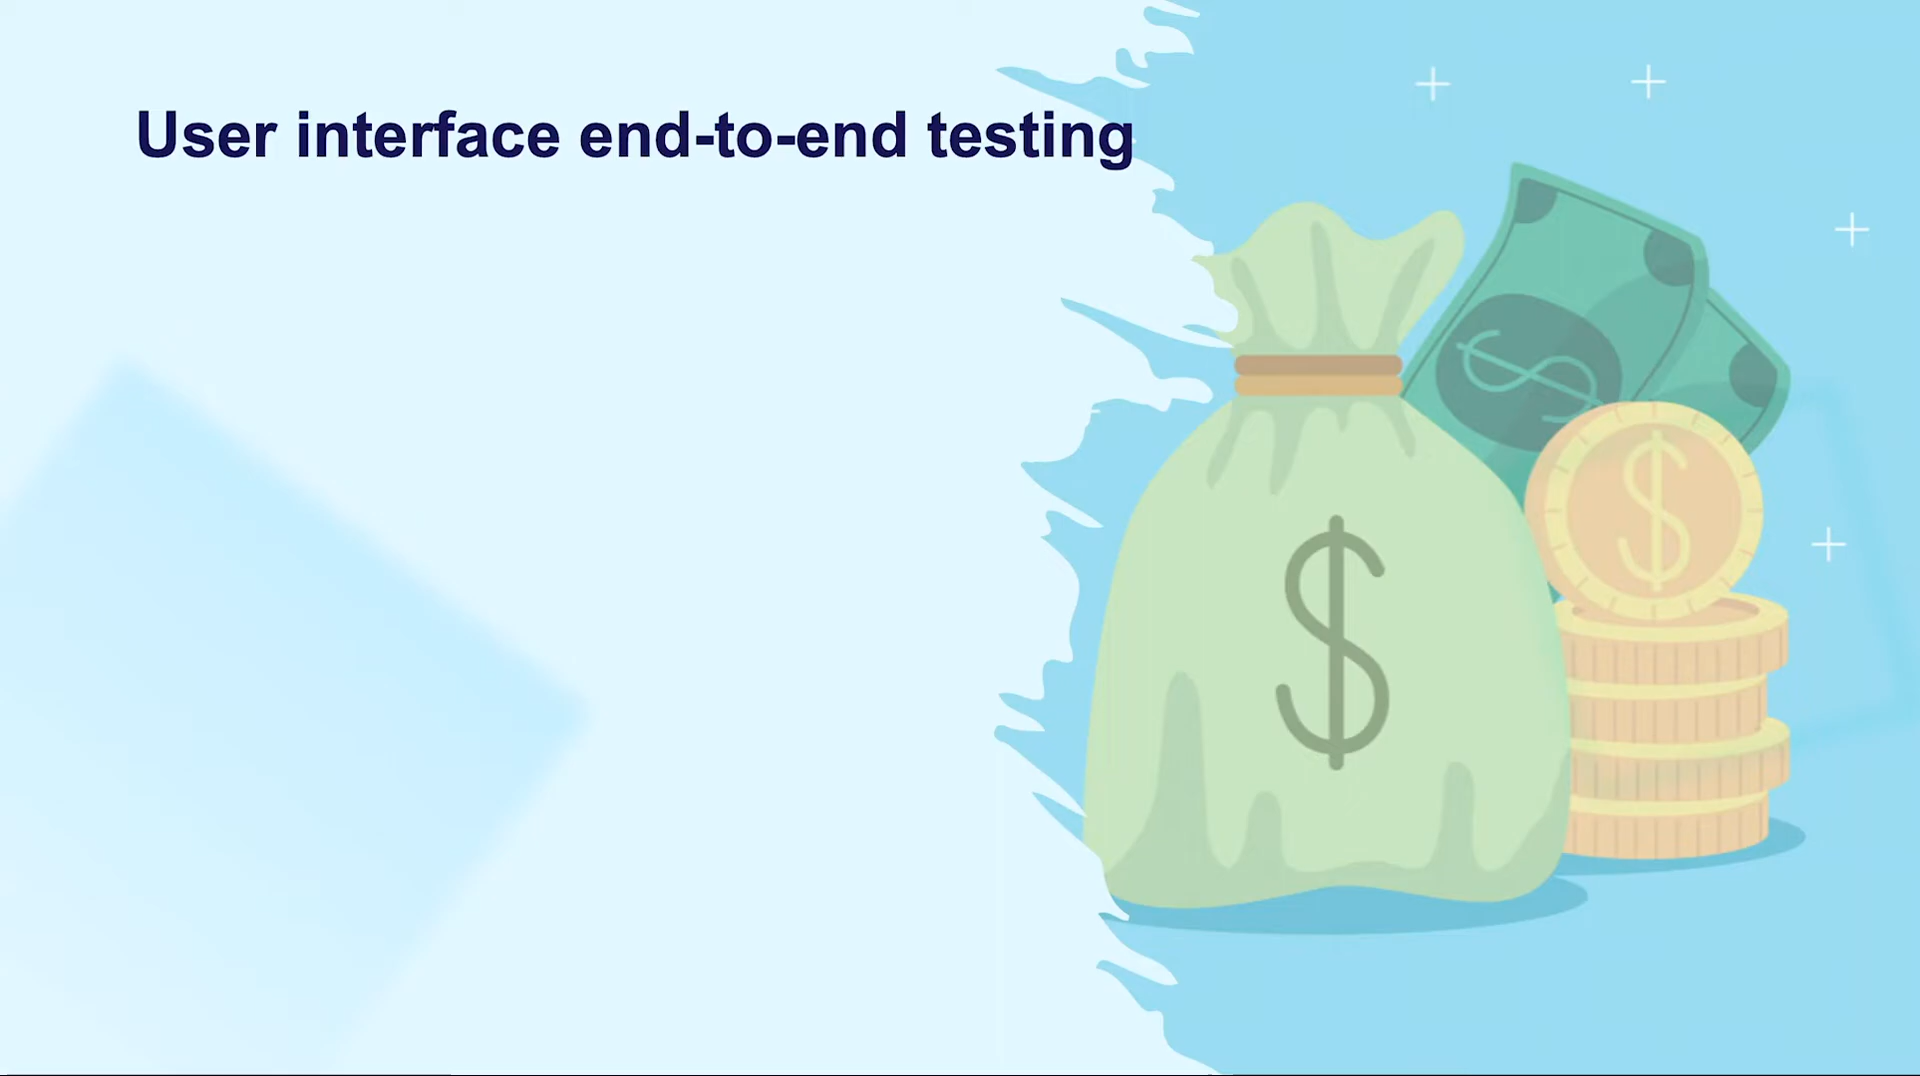 User interface end-to-end testing
$
$
$